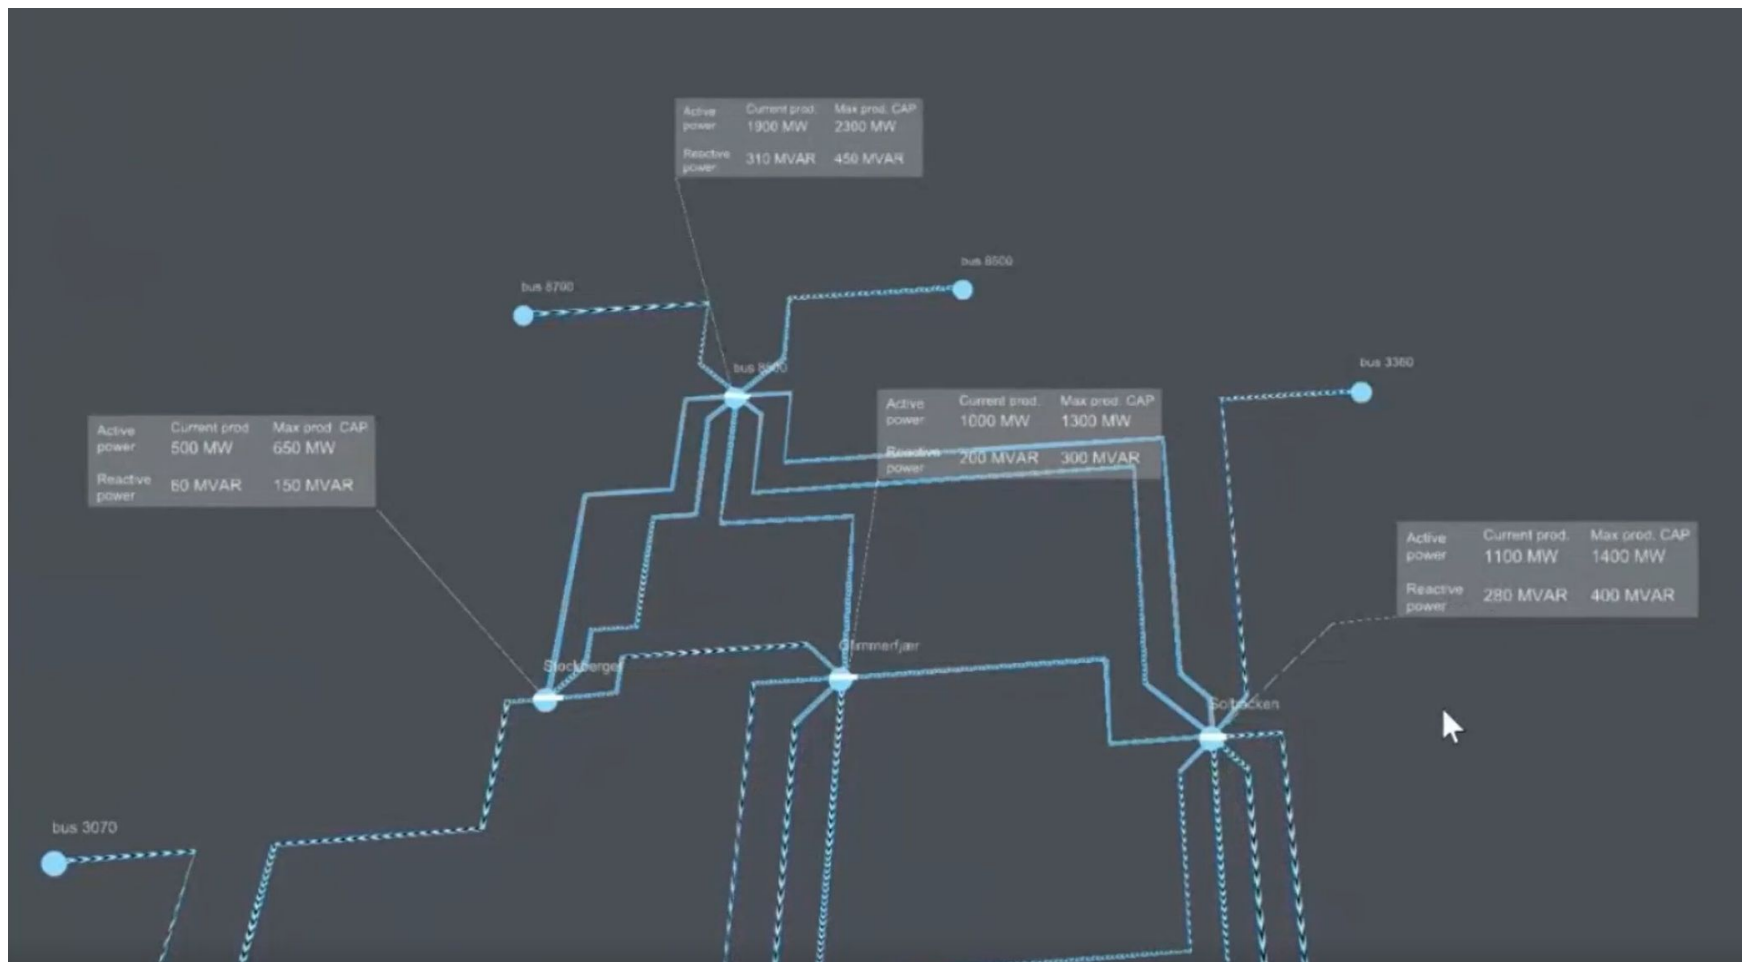 Active power
Current prod.
Max prod. CAP
1900 MW
2300 MW
Reactive power
310 MVAR
450 MVAR
bus 8700
bus 8600
bus
bus 3360
Active power
Current prod.
Max prod. CAP
1000 MW
1300 MW
Reactive power
200 MVAR
300 MVAR
Active power
Current prod
Max prod CAP
500 MW
650 MW
Reactive power
60 MVAR
150 MVAR
Active power
Current prod.
Max prod. CAP
1100 MW
1400 MW
Reactive power
280 MVAR
400 MVAR
Glimmerfjær
Stockberget
Solbacken
bus 3070